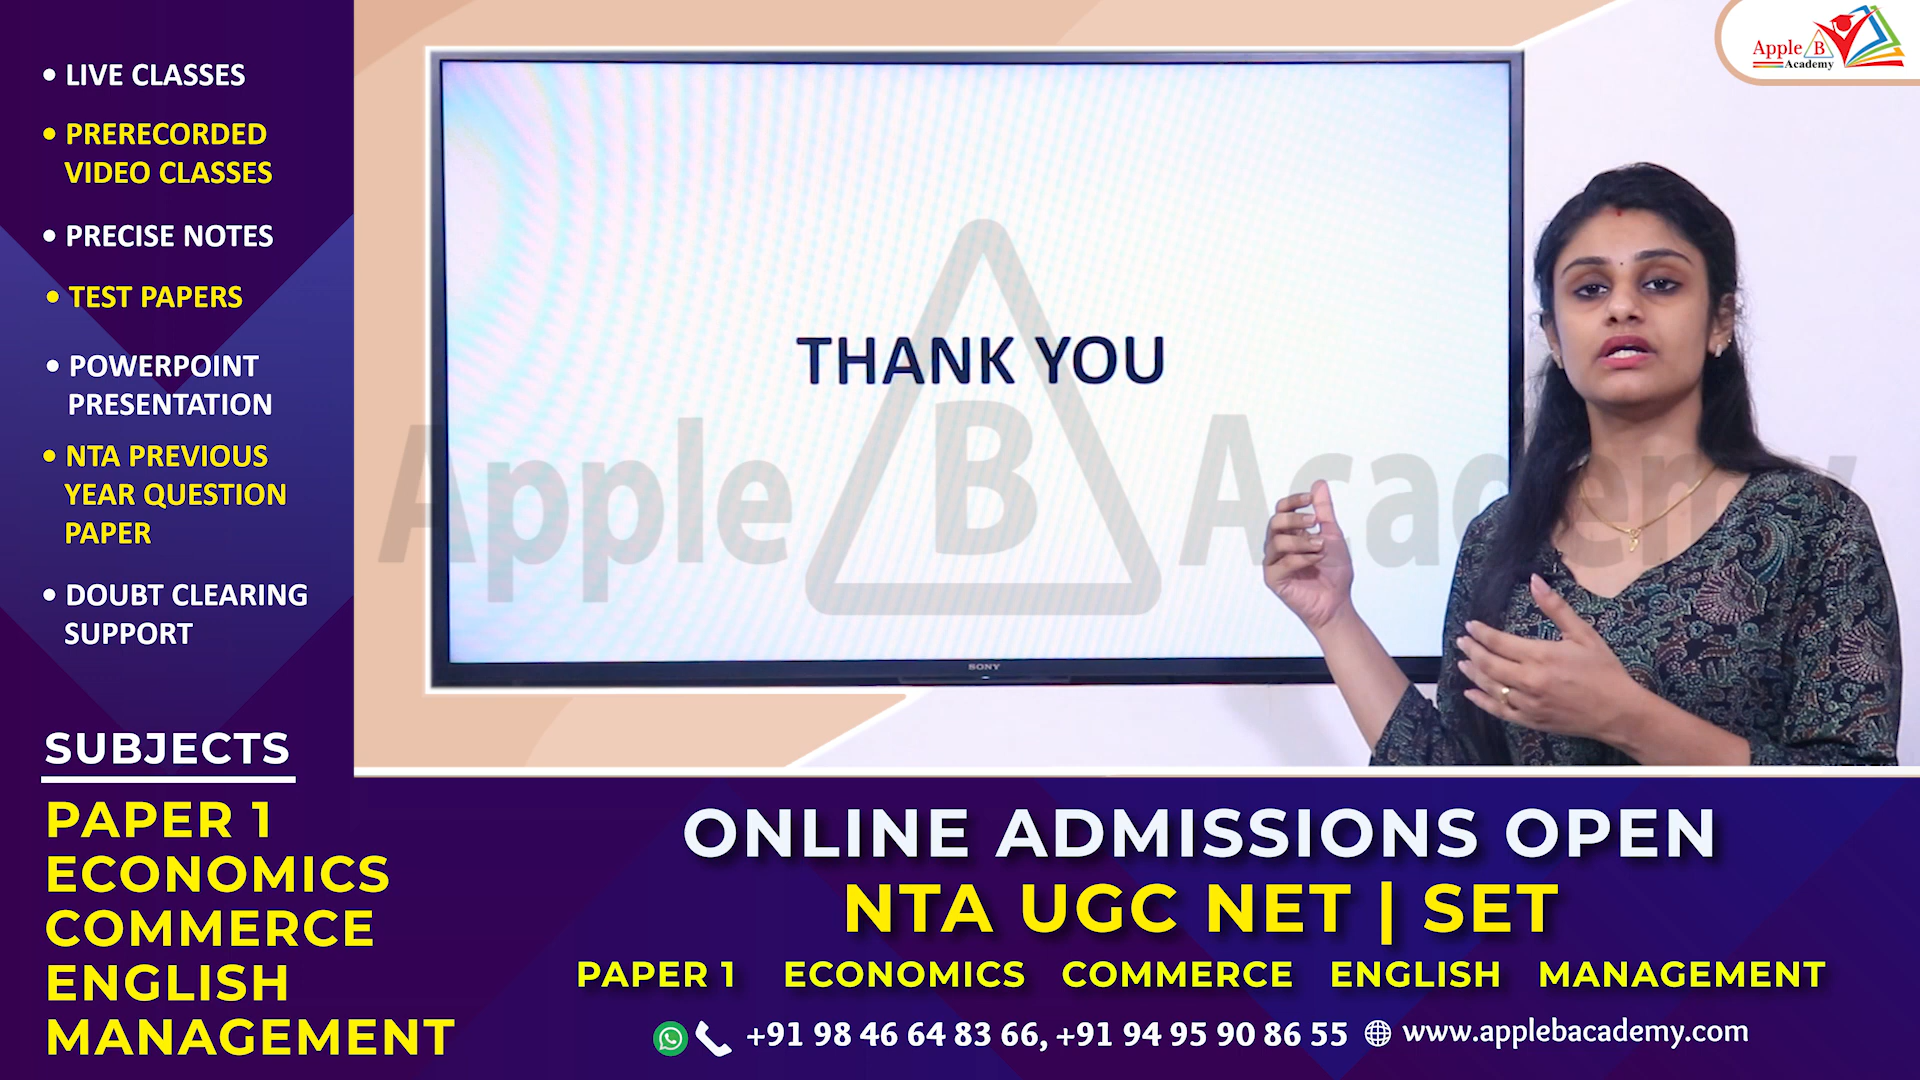 • LIVE CLASSES
• PRERECORDED
VIDEO CLASSES
• PRECISE NOTES
• TEST PAPERS
• POWERPOINT
PRESENTATION
• NTA PREVIOUS
YEAR QUESTION
PAPER
• DOUBT CLEARING
SUPPORT
SUBJECTS
PAPER 1
ECONOMICS
COMMERCE
ENGLISH
MANAGEMENT
Apple B
Academy
THANK YOU
Apple B Academy
SONY
ONLINE ADMISSIONS OPEN
NTA UGC NET | SET
PAPER 1 ECONOMICS COMMERCE ENGLISH MANAGEMENT
+91 98 46 64 83 66, +91 94 95 90 86 55 www.applebacademy.com